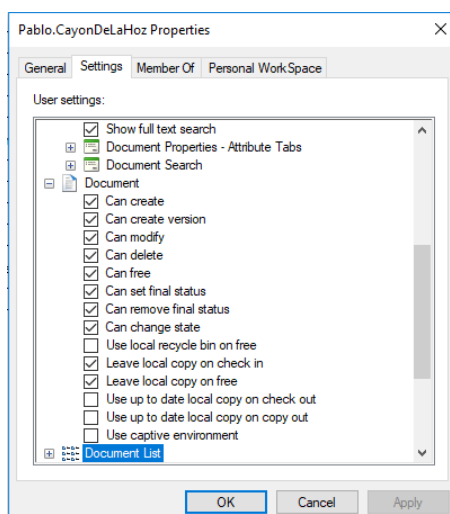 Pablo.CayonDeLaHoz Properties
General Settings Member Of Personal WorkSpace
User settings:
Show full text search
Document Properties - Attribute Tabs
Document Search
Document
Can create
Can create version
Can modify
Can delete
Can free
Can set final status
Can remove final status
Can change state
Use local recycle bin on free
Leave local copy on check in
Leave local copy on free
Use up to date local copy on check out
Use up to date local copy on copy out
Use captive environment
Document List
OK Cancel Apply